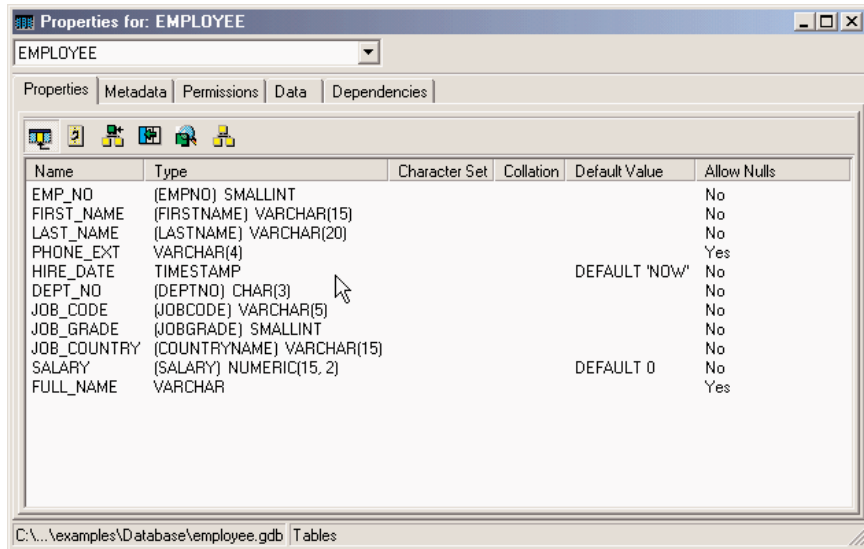 Properties for: EMPLOYEE
EMPLOYEE
Properties Metadata Permissions Data Dependencies
Name Type Character Set Collation Default Value Allow Nulls
EMP_NO (EMPNO) SMALLINT No
FIRST_NAME (FIRSTNAME) VARCHAR(15) No
LAST_NAME (LASTNAME) VARCHAR(20) No
PHONE_EXT VARCHAR(4) Yes
HIRE_DATE TIMESTAMP DEFAULT 'NOW' No
DEPT_NO (DEPTNO) CHAR(3) No
JOB_CODE (JOBCODE) VARCHAR(5) No
JOB_GRADE (JOBGRADE) SMALLINT No
JOB_COUNTRY (COUNTRYNAME) VARCHAR(15) No
SALARY (SALARY) NUMERIC(15, 2) DEFAULT 0 No
FULL_NAME VARCHAR Yes
C:\...\examples\Database\employee.gdb Tables